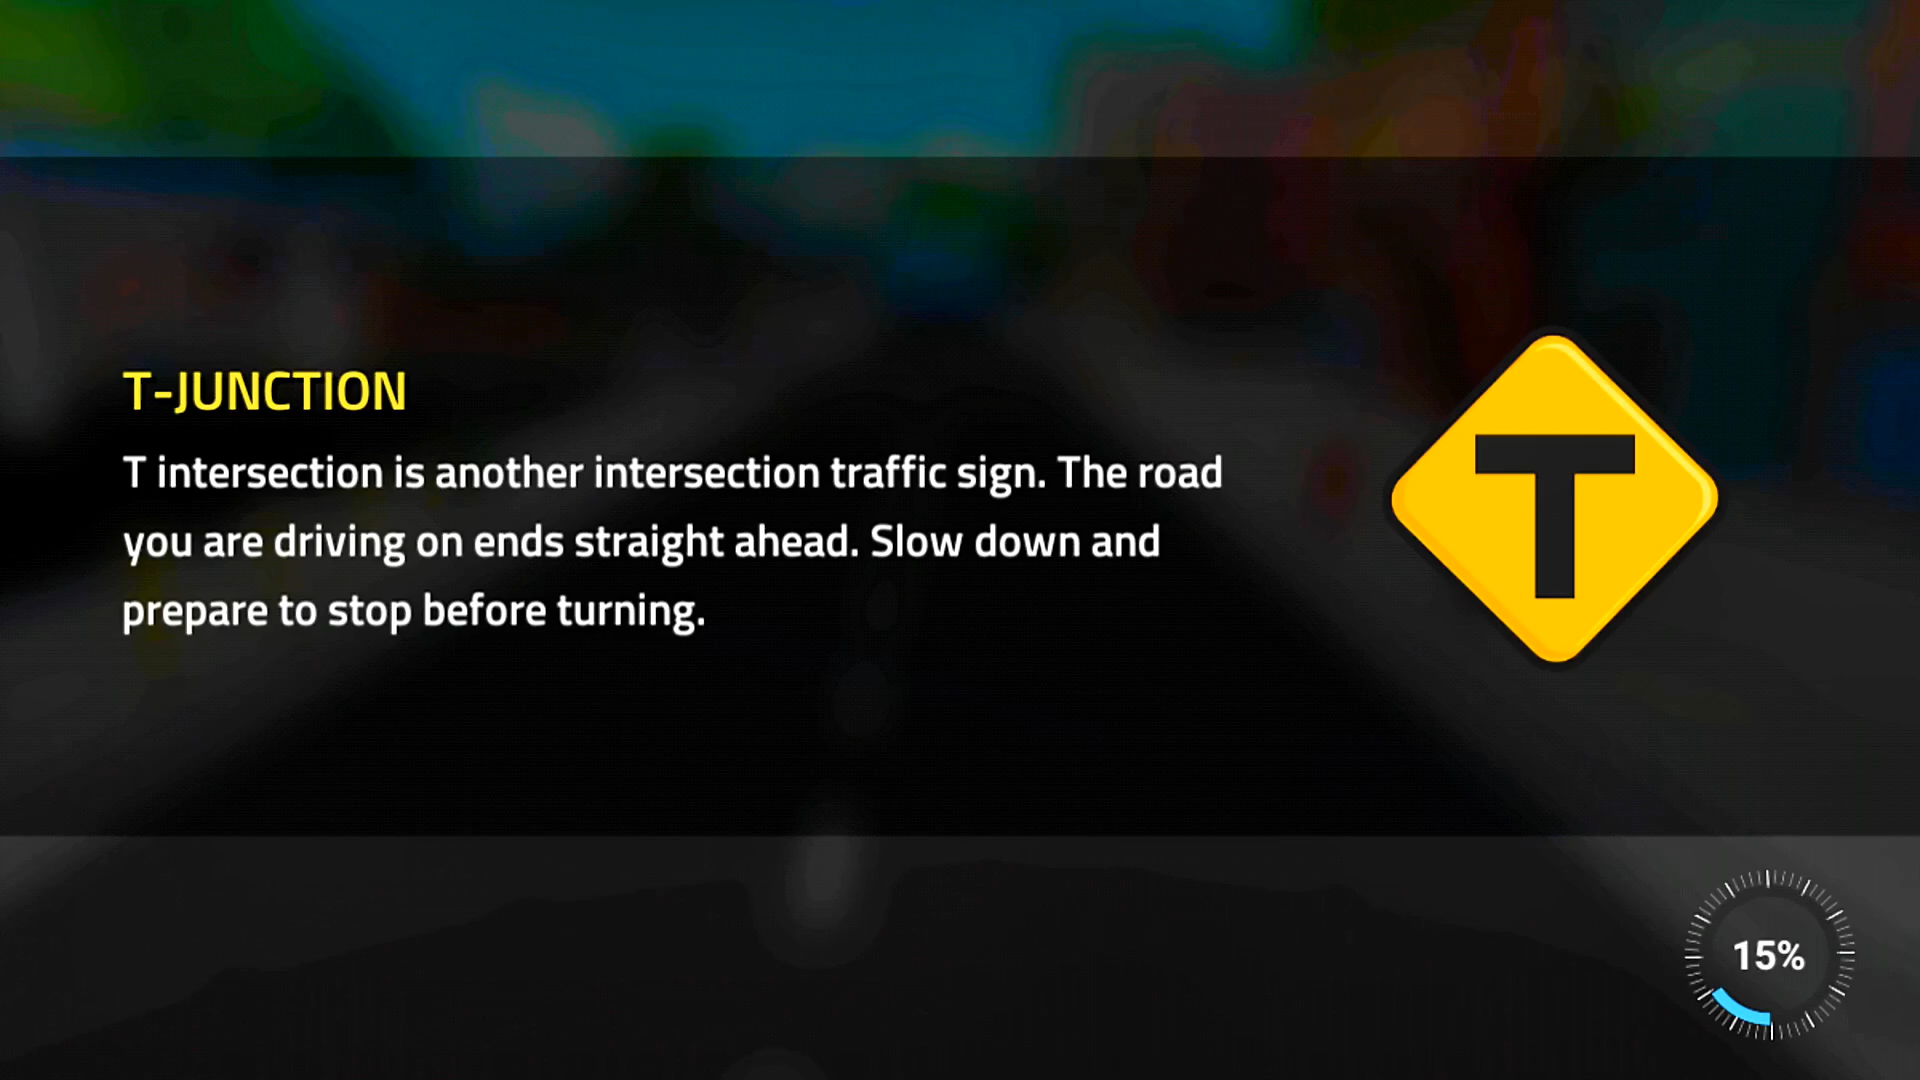 T-JUNCTION
T intersection is another intersection traffic sign. The road
you are driving on ends straight ahead. Slow down and
prepare to stop before turning.
T
15%